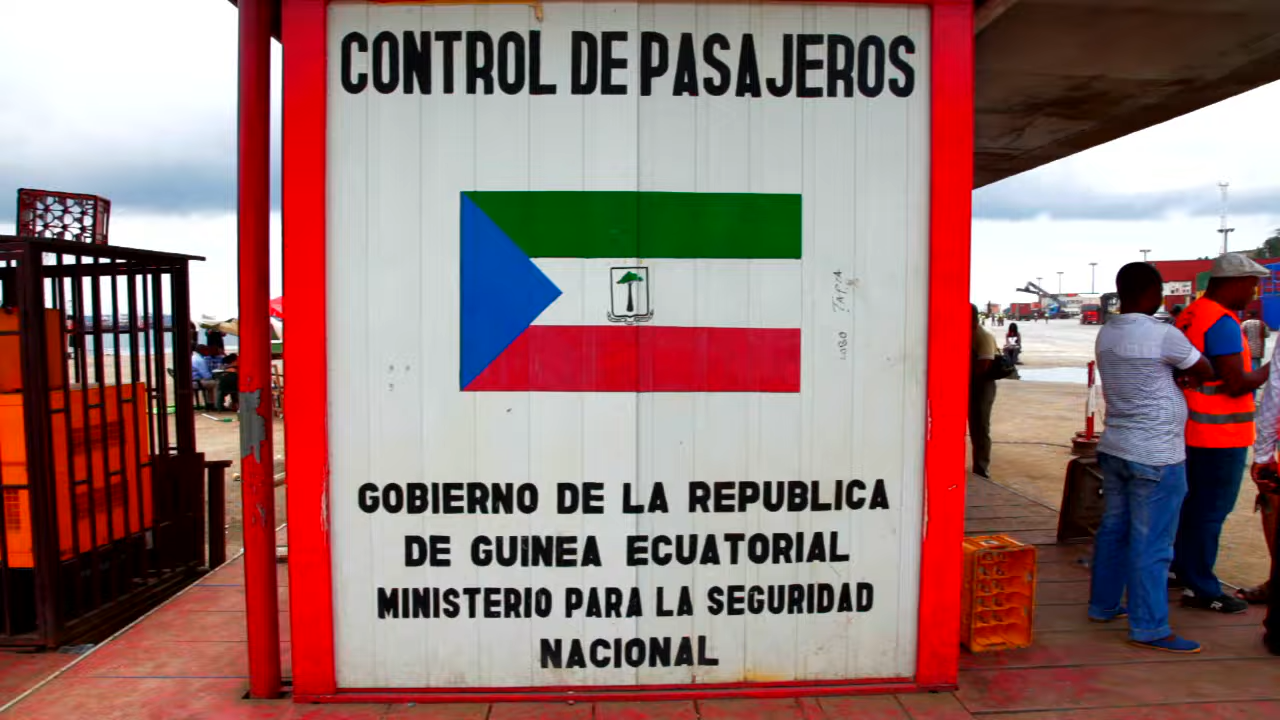 CONTROL DE PASAJEROS
GOBIERNO DE LA REPUBLICA
DE GUINEA ECUATORIAL
MINISTERIO PARA LA SEGURIDAD
NACIONAL